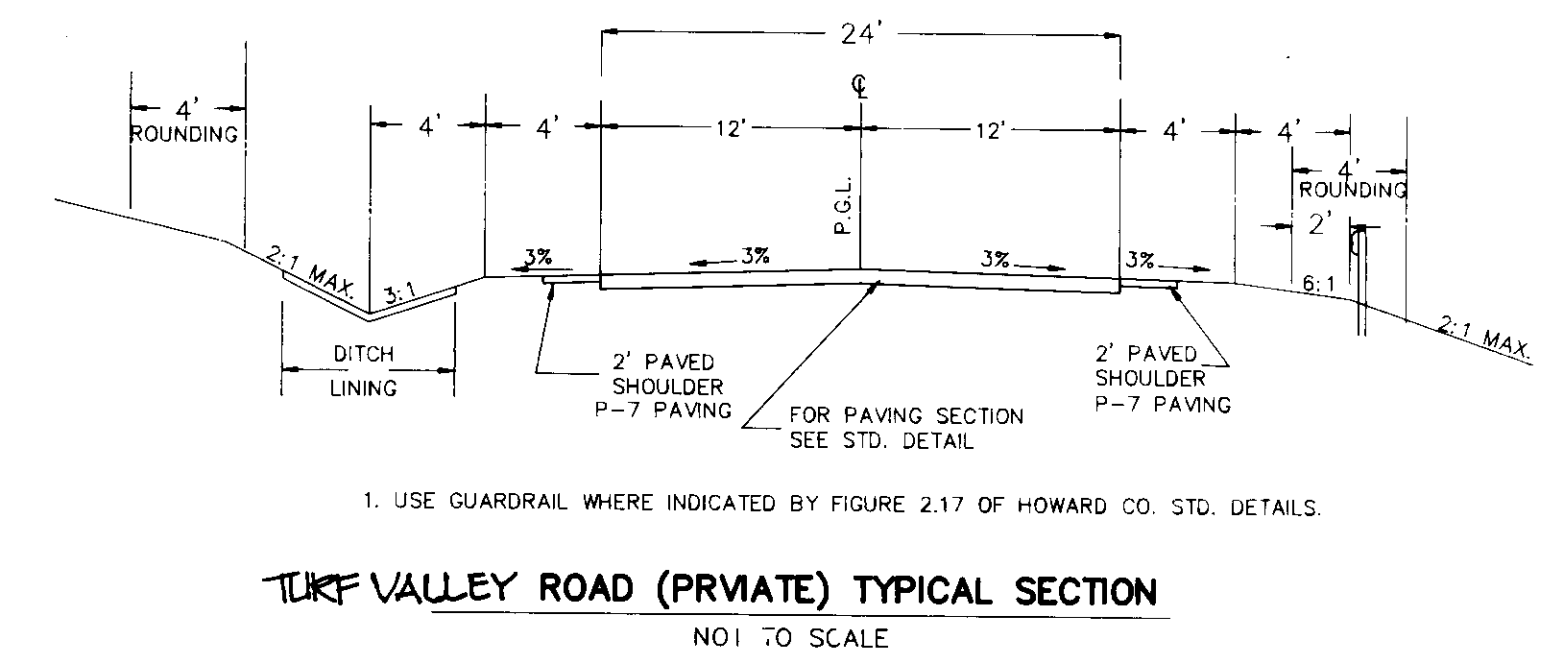 24'
℄
4'
ROUNDING
4'
4'
12'
12'
4'
4'
4'
ROUNDING
2'
P.G.L.
2:1 MAX.
3:1
3%
3%
3%
3%
6:1
2:1 MAX.
DITCH
LINING
2' PAVED
SHOULDER
P-7 PAVING
FOR PAVING SECTION
SEE STD. DETAIL
2' PAVED
SHOULDER
P-7 PAVING
1. USE GUARDRAIL WHERE INDICATED BY FIGURE 2.17 OF HOWARD CO. STD. DETAILS.
TURF VALLEY ROAD (PRVIATE) TYPICAL SECTION
NOT TO SCALE